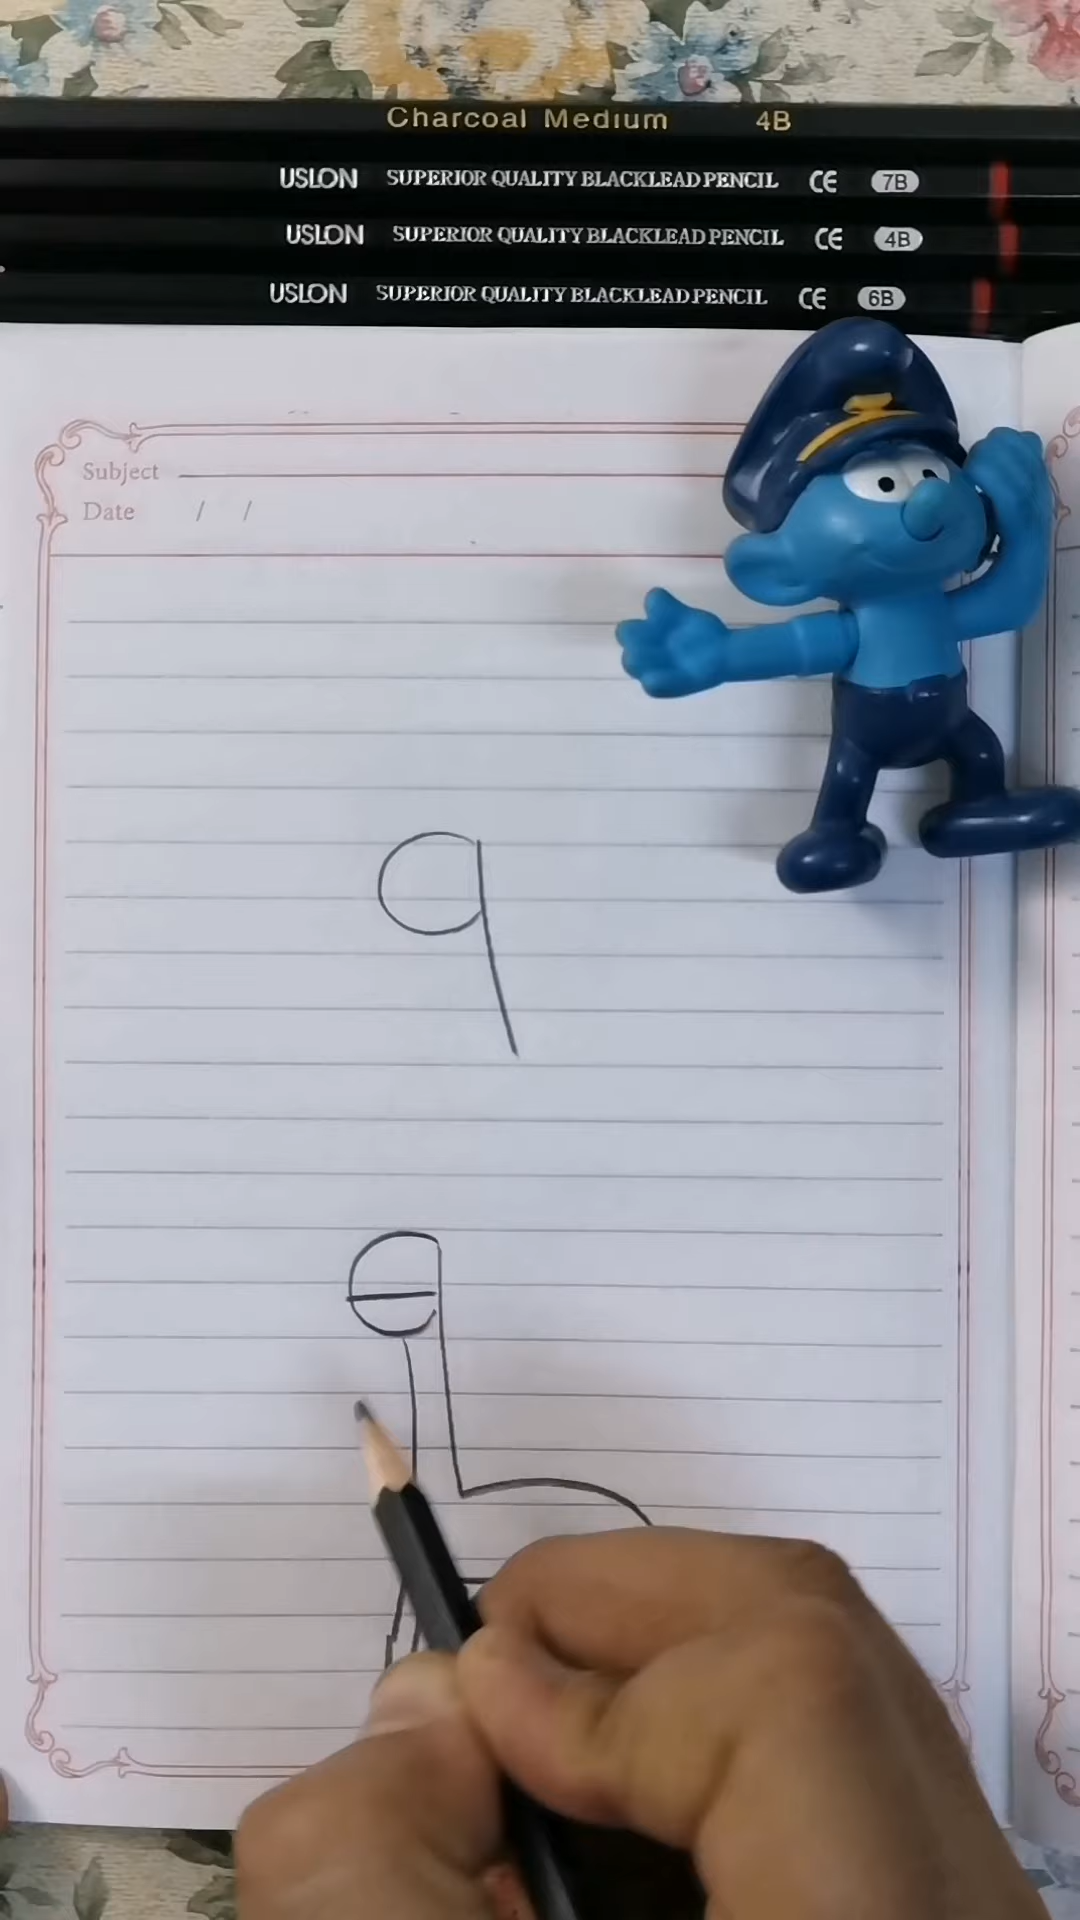 Charcoal Medium 4B
USLON SUPERIOR QUALITY BLACKLEAD PENCIL CE 7B
USLON SUPERIOR QUALITY BLACKLEAD PENCIL CE 4B
USLON SUPERIOR QUALITY BLACKLEAD PENCIL CE 6B
Subject
Date / /
9